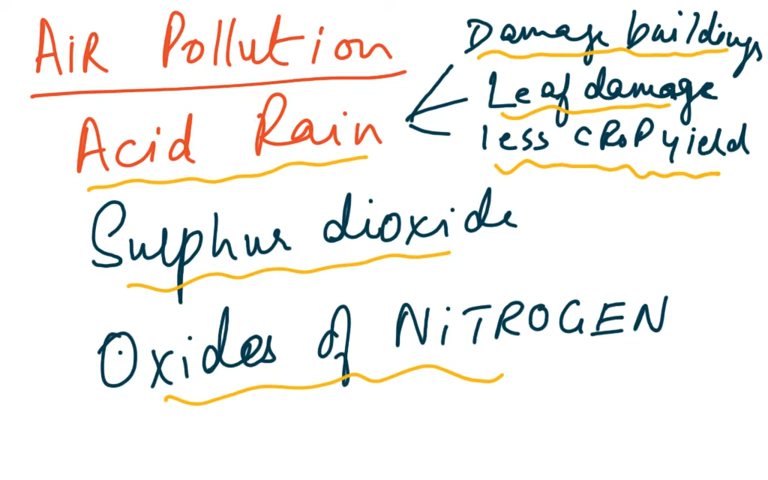 AiR Pollution
Acid Rain
Damage buildings
Leaf damage
less CRoP yield
Sulphur dioxide
Oxides of NiTROGEN